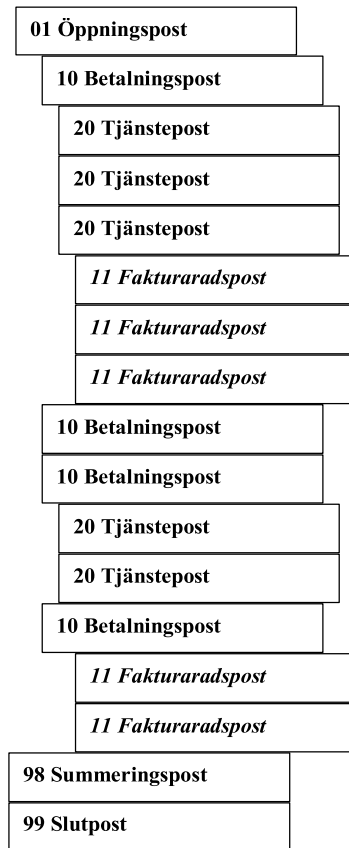 01 Öppningspost
10 Betalningspost
20 Tjänstepost
20 Tjänstepost
20 Tjänstepost
11 Fakturaradspost
11 Fakturaradspost
11 Fakturaradspost
10 Betalningspost
10 Betalningspost
20 Tjänstepost
20 Tjänstepost
10 Betalningspost
11 Fakturaradspost
11 Fakturaradspost
98 Summeringspost
99 Slutpost